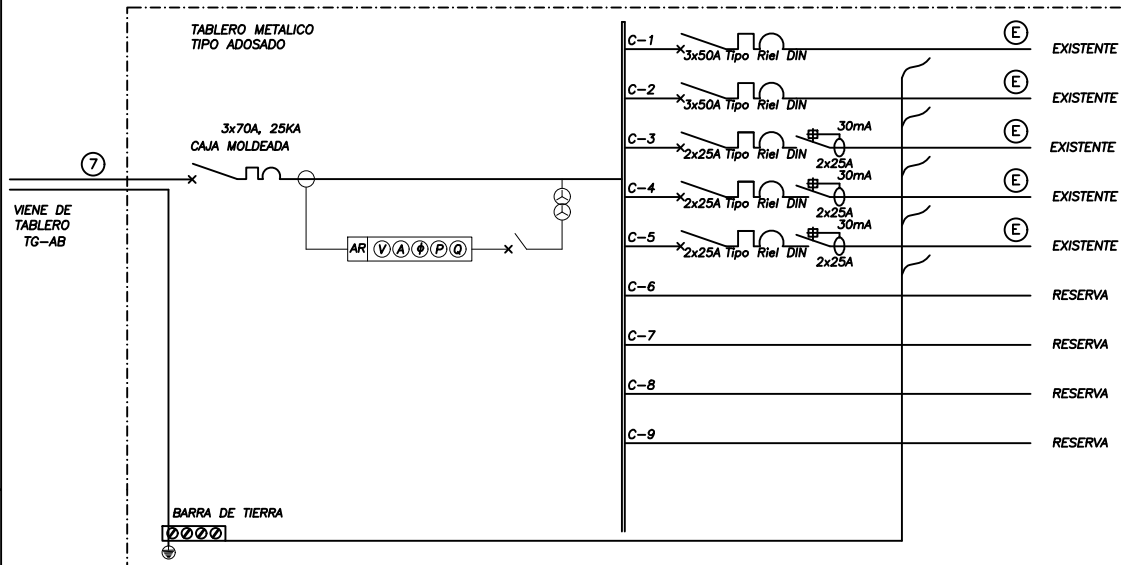 TABLERO METALICO
TIPO ADOSADO
3x70A, 25KA
CAJA MOLDEADA
7
VIENE DE
TABLERO
TG-AB
AR V A ϕ P Q
BARRA DE TIERRA
C-1
3x50A Tipo Riel DIN
E
EXISTENTE
C-2
3x50A Tipo Riel DIN
E
EXISTENTE
C-3
2x25A Tipo Riel DIN
30mA
2x25A
E
EXISTENTE
C-4
2x25A Tipo Riel DIN
30mA
2x25A
E
EXISTENTE
C-5
2x25A Tipo Riel DIN
30mA
2x25A
E
EXISTENTE
C-6
RESERVA
C-7
RESERVA
C-8
RESERVA
C-9
RESERVA